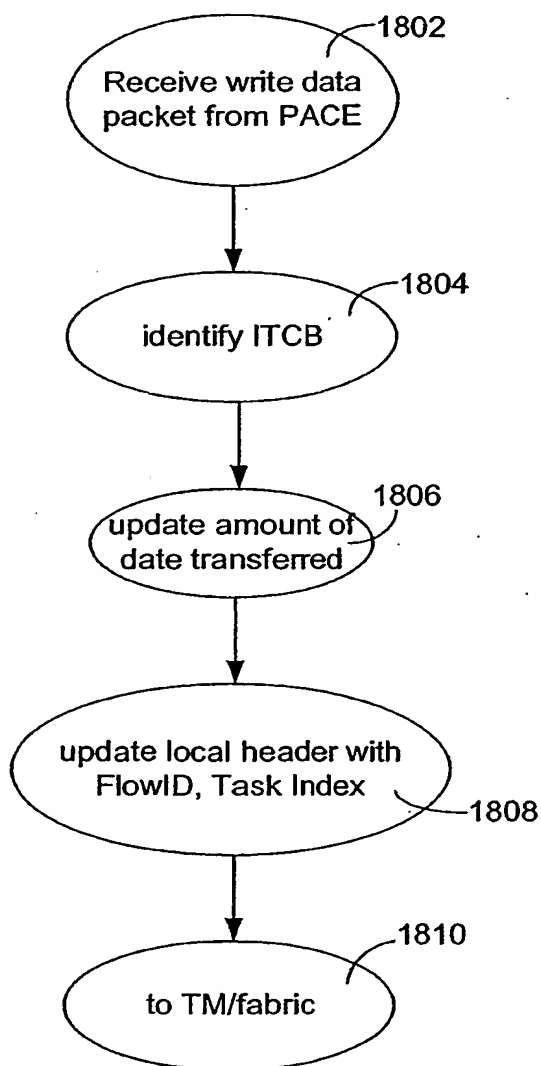 1802
Receive write data
packet from PACE
1804
identify ITCB
1806
update amount of
date transferred
update local header with
FlowID, Task Index
1808
1810
to TM/fabric